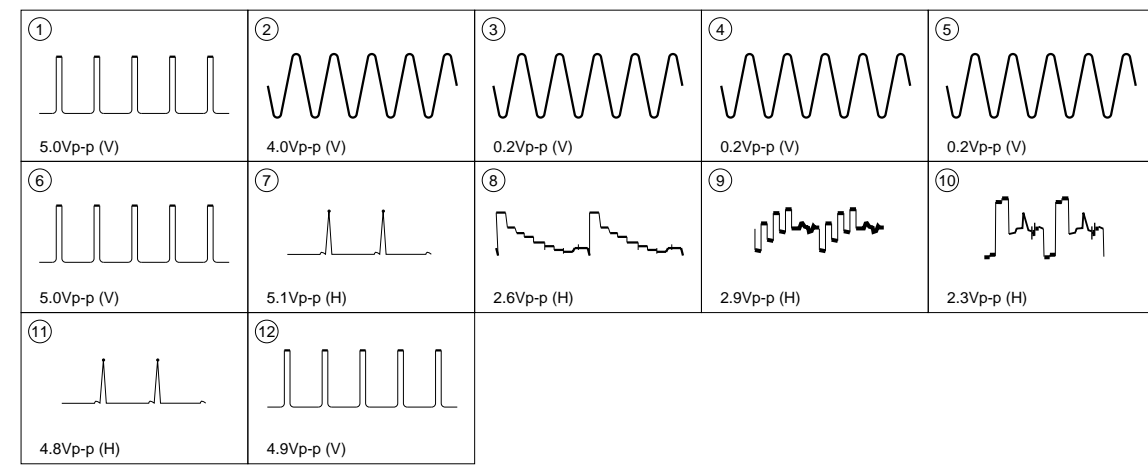 ① ② ③ ④ ⑤
5.0Vp-p (V) 4.0Vp-p (V) 0.2Vp-p (V) 0.2Vp-p (V) 0.2Vp-p (V)
⑥ ⑦ ⑧ ⑨ ⑩
5.0Vp-p (V) 5.1Vp-p (H) 2.6Vp-p (H) 2.9Vp-p (H) 2.3Vp-p (H)
⑪ ⑫
4.8Vp-p (H) 4.9Vp-p (V)